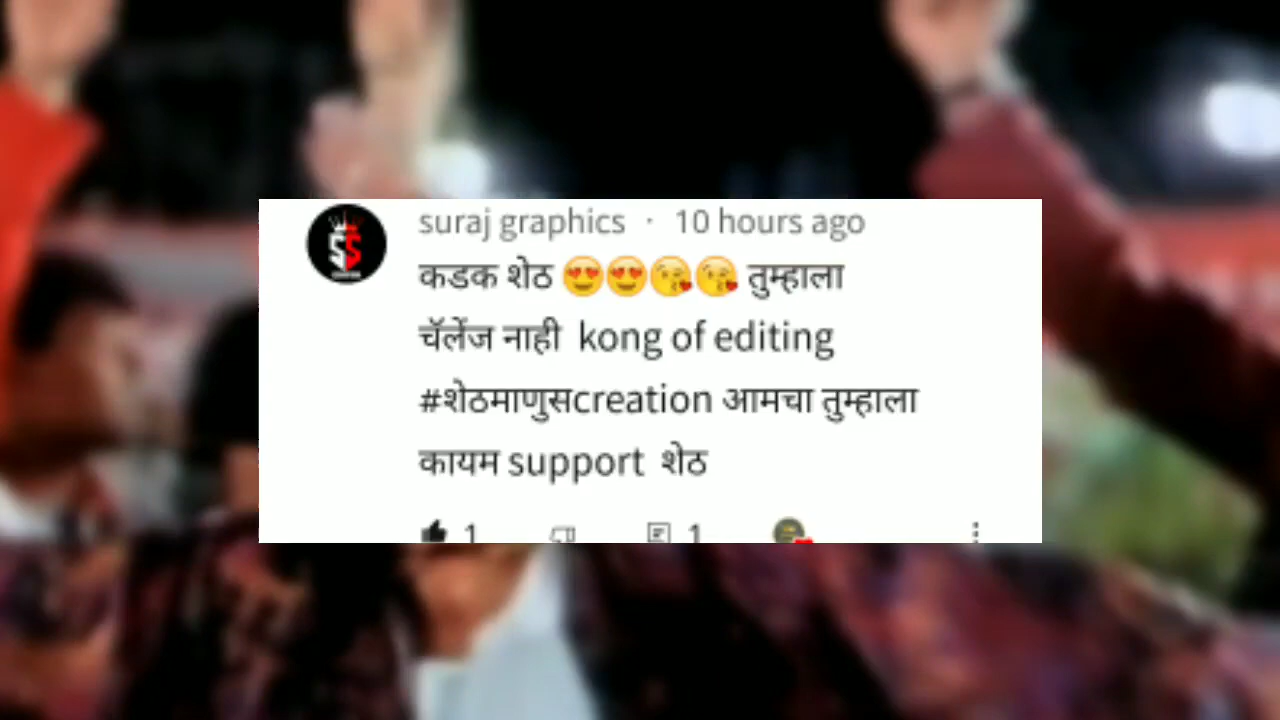 suraj graphics · 10 hours ago
कडक शेठ 😍😍😘😘 तुम्हाला
चॅलेंज नाही kong of editing
#शेठमाणुसcreation आमचा तुम्हाला
कायम support शेठ
1 1